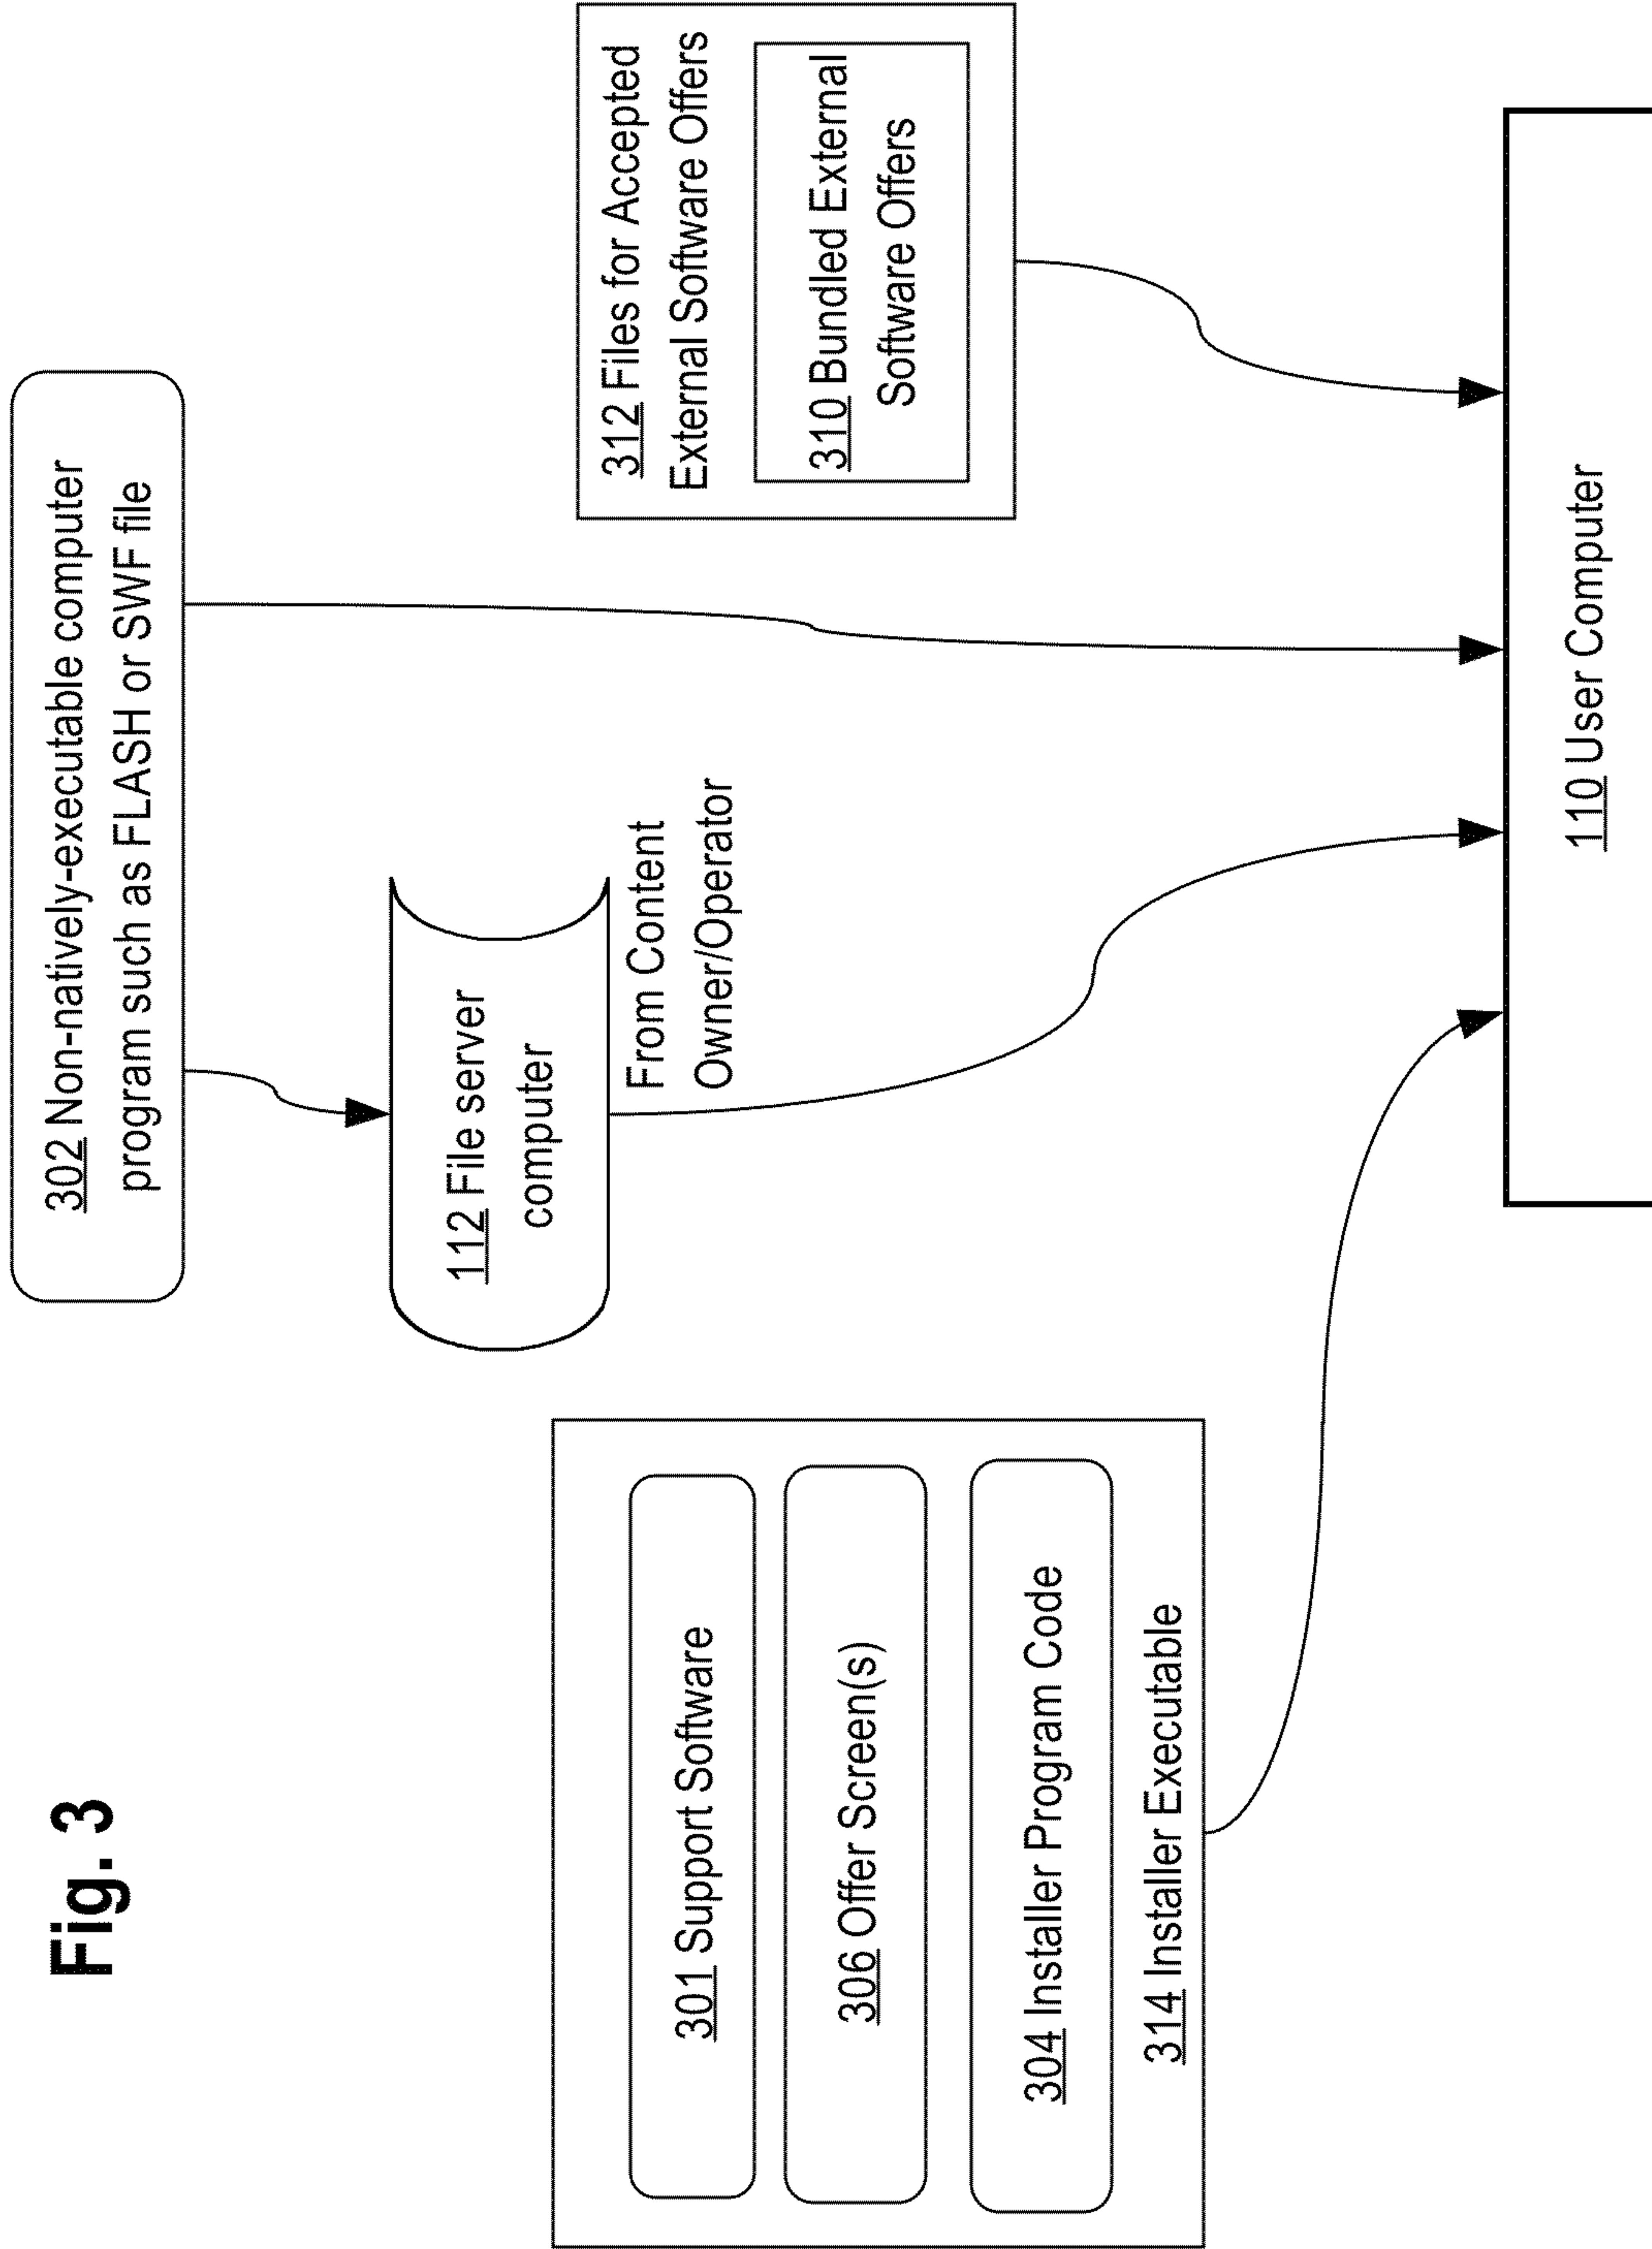 Fig. 3
302 Non-natively-executable computer
program such as FLASH or SWF file
112 File server
computer
From Content
Owner/Operator
312 Files for Accepted
External Software Offers
310 Bundled External
Software Offers
301 Support Software
306 Offer Screen(s)
304 Installer Program Code
314 Installer Executable
110 User Computer